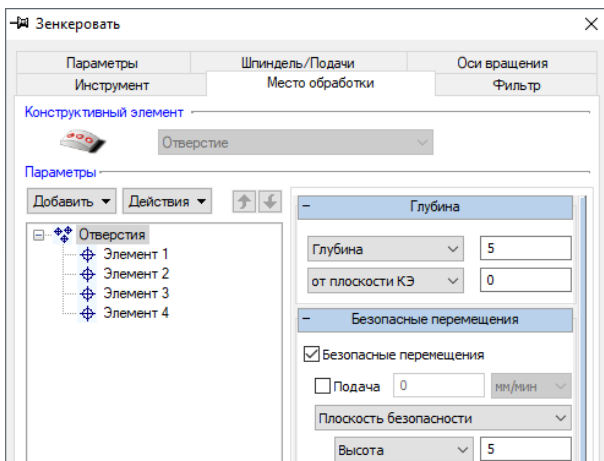 Зенкеровать
Параметры Шпиндель/Подачи Оси вращения
Инструмент Место обработки Фильтр
Конструктивный элемент
Отверстие
Параметры
Добавить Действия
Отверстия
Элемент 1
Элемент 2
Элемент 3
Элемент 4
Глубина
Глубина 5
от плоскости КЭ 0
Безопасные перемещения
Безопасные перемещения
Подача 0 мм/мин
Плоскость безопасности
Высота 5